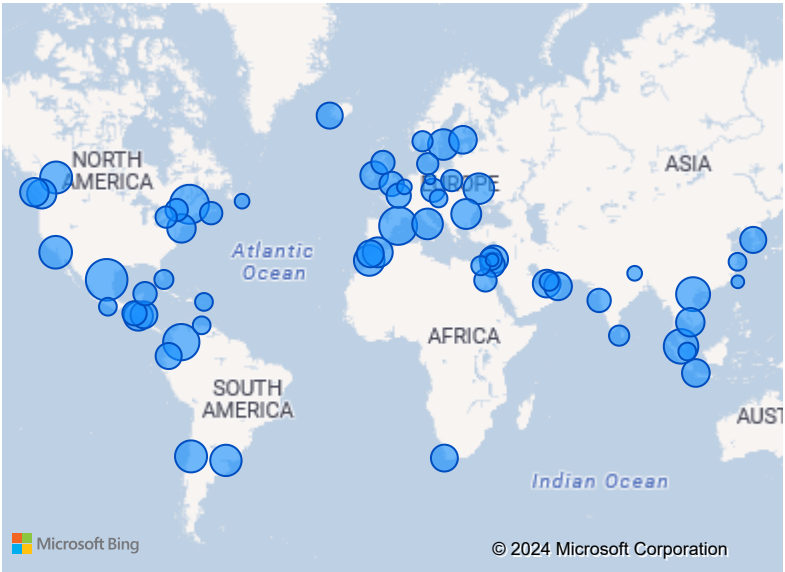 NORTH
AMERICA
ASIA
Atlantic
Ocean
AFRICA
SOUTH
AMERICA
AUST
Indian Ocean
Microsoft Bing
© 2024 Microsoft Corporation